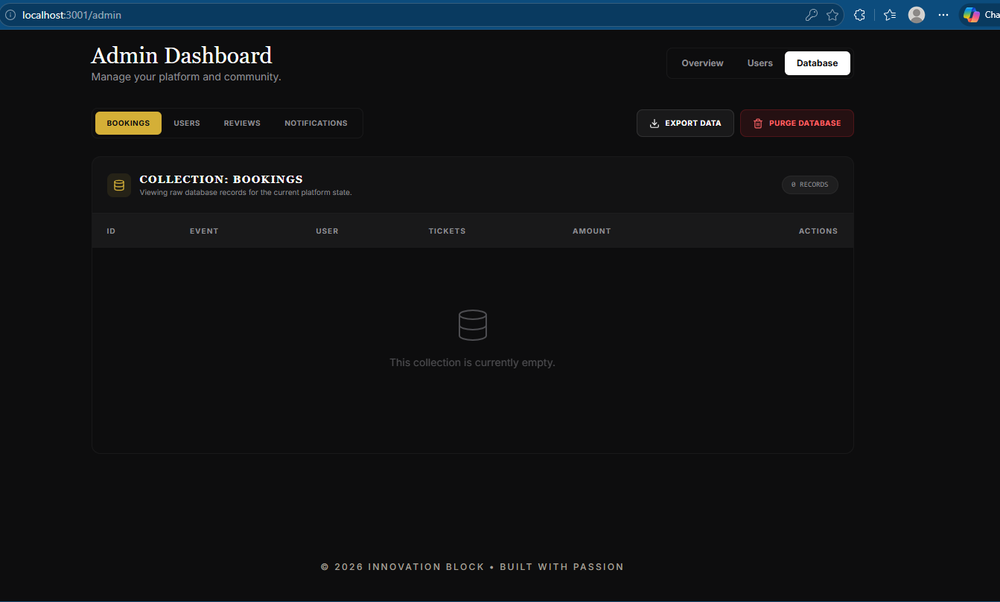 localhost:3001/admin
Cha
Admin Dashboard
Manage your platform and community.
Overview Users Database
BOOKINGS USERS REVIEWS NOTIFICATIONS
EXPORT DATA PURGE DATABASE
COLLECTION: BOOKINGS
Viewing raw database records for the current platform state.
0 RECORDS
ID EVENT USER TICKETS AMOUNT ACTIONS
This collection is currently empty.
© 2026 INNOVATION BLOCK • BUILT WITH PASSION